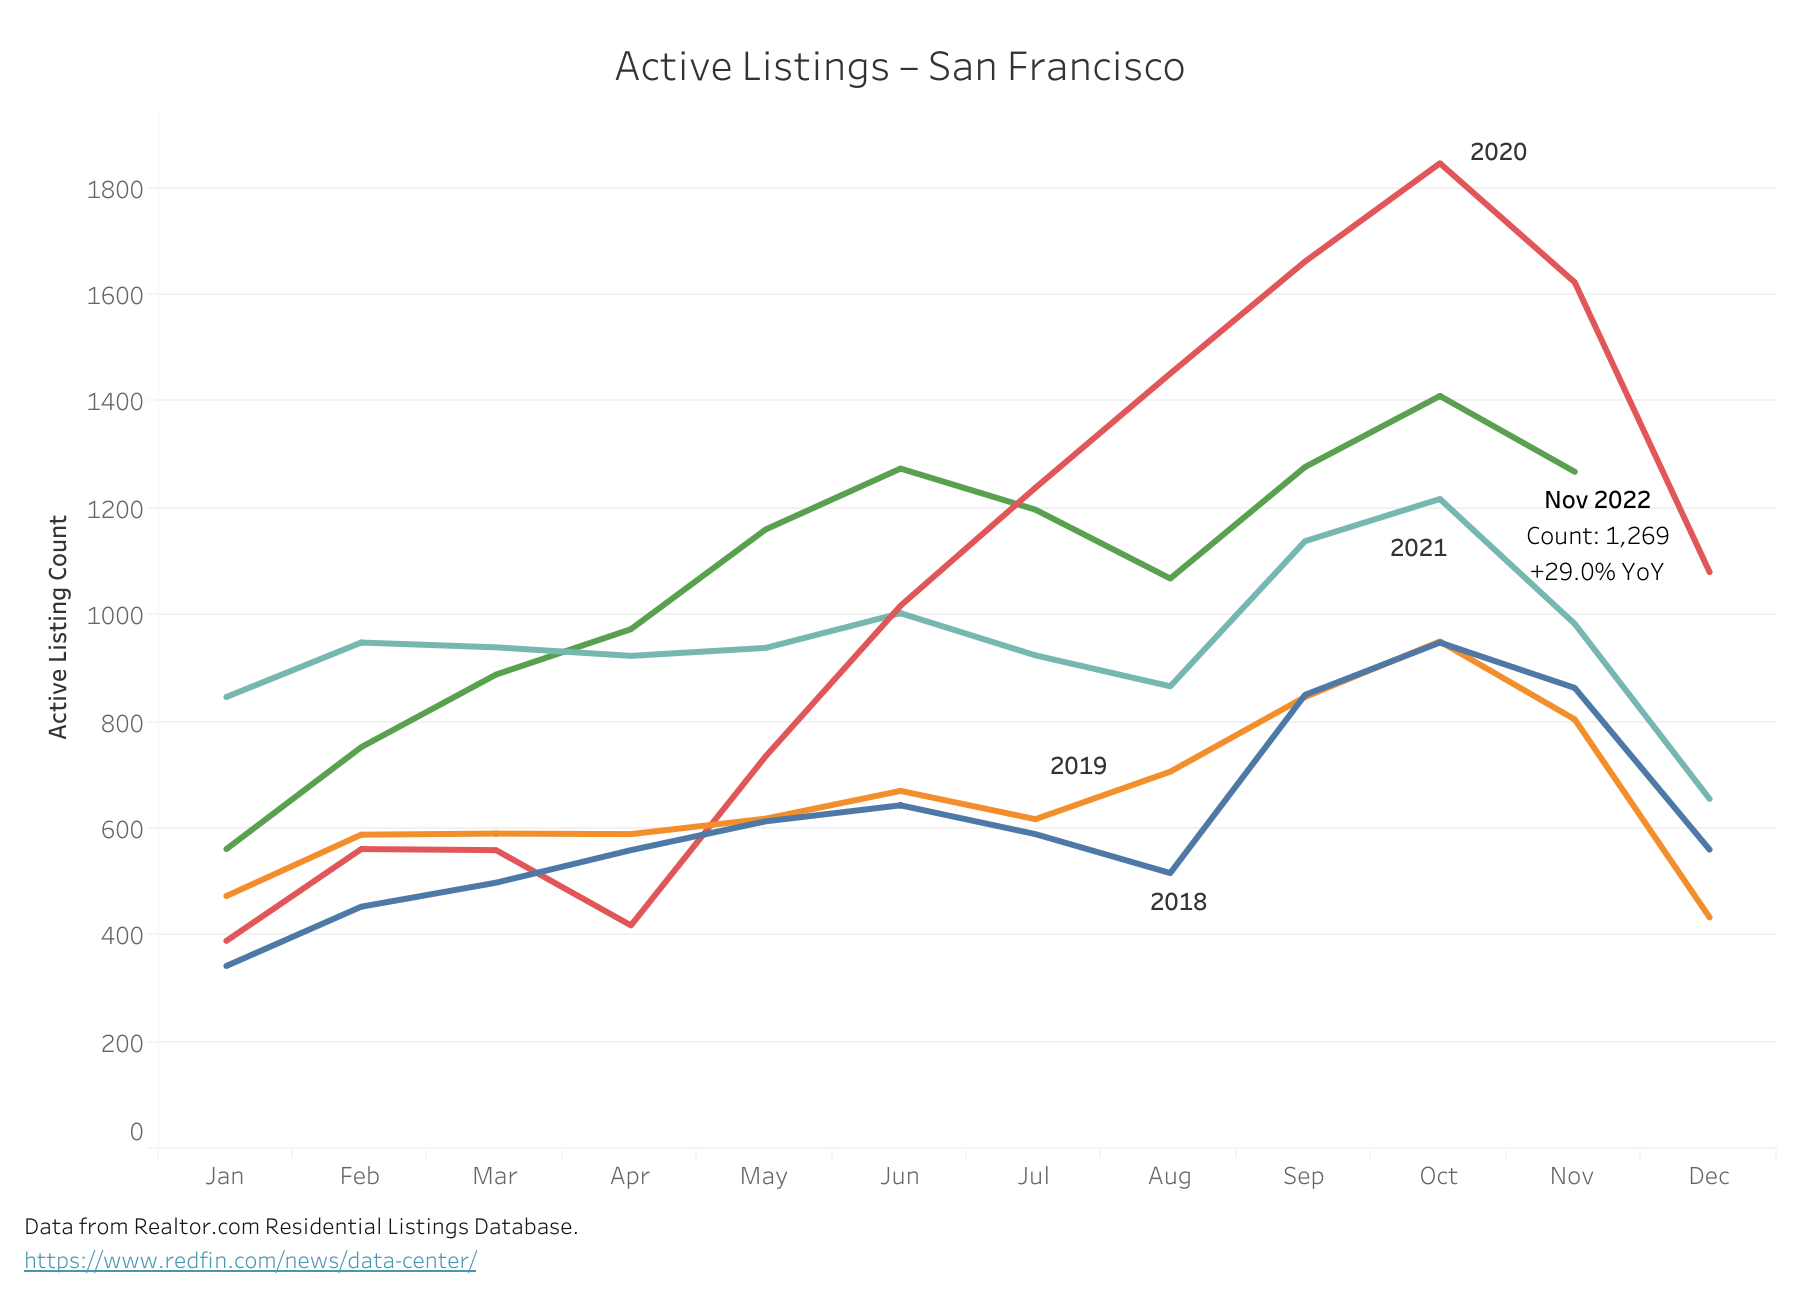 Active Listings – San Francisco
2020
1800
1600
1400
1200
Nov 2022
Count: 1,269
+29.0% YoY
2021
1000
Active Listing Count
800
2019
600
2018
400
200
0
Jan Feb Mar Apr May Jun Jul Aug Sep Oct Nov Dec
Data from Realtor.com Residential Listings Database.
https://www.redfin.com/news/data-center/